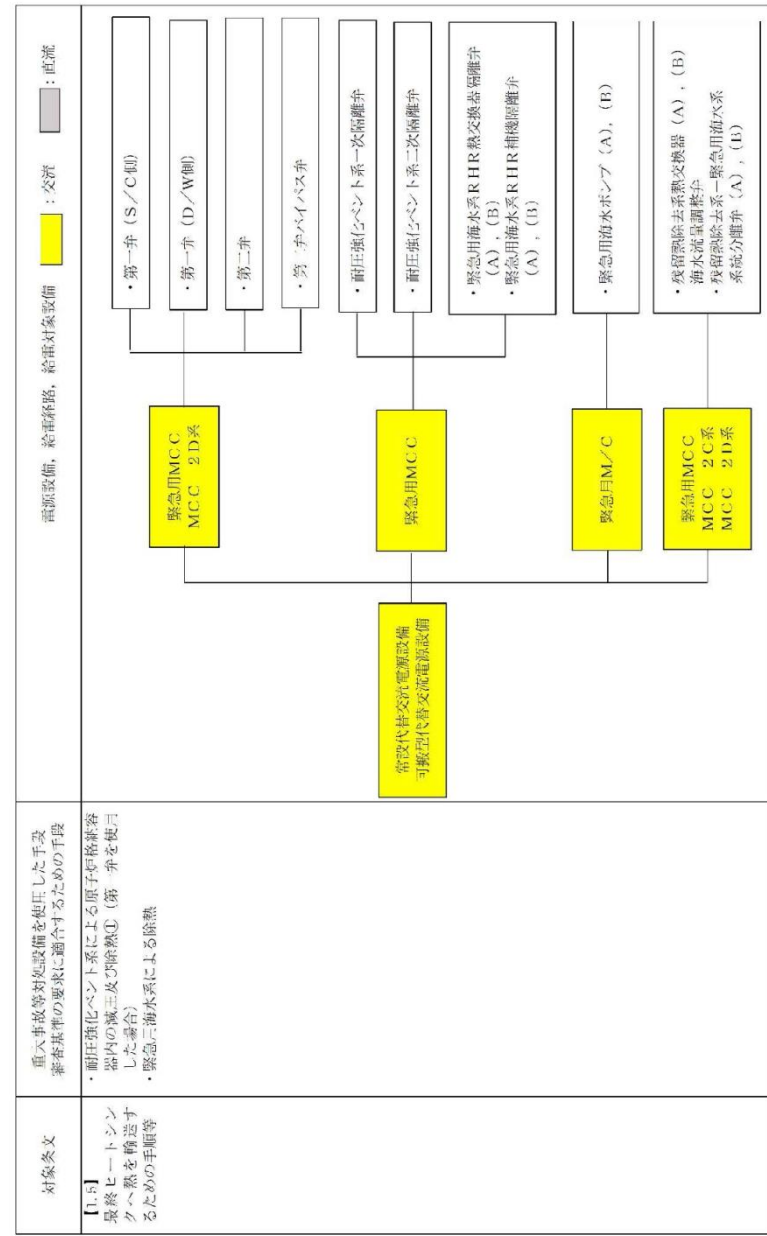 対象条文
重大事故等対処設備を使用した手段
審査基準の要求に適合するための手段
電源設備，給電経路，給電対象設備
：交流
：直流
【1.5】
最終ヒートシン
クへ熱を輸送す
るための手順等
・耐圧強化ベント系による原子炉格納容
器内の減圧及び除熱①（第 弁を使用
した場合）
・緊急用海水系による除熱
常設代替交流電源設備
可搬型代替交流電源設備
緊急用ＭＣＣ
ＭＣＣ　２Ｄ系
・第一弁（Ｓ／Ｃ側）
・第一弁（Ｄ／Ｗ側）
・第二弁
・第二弁バイパス弁
緊急用ＭＣＣ
・耐圧強化ベント系一次隔離弁
・耐圧強化ベント系二次隔離弁
・緊急用海水系ＲＨＲ熱交換器隔離弁
（Ａ），（Ｂ）
・緊急用海水系ＲＨＲ補機隔離弁
（Ａ），（Ｂ）
緊急用Ｍ／Ｃ
・緊急用海水ポンプ（Ａ），（Ｂ）
緊急用ＭＣＣ
ＭＣＣ　２Ｃ系
ＭＣＣ　２Ｄ系
・残留熱除去系熱交換器（Ａ），（Ｂ）
海水流量調整弁
・残留熱除去系－緊急用海水系
系統分離弁（Ａ），（Ｂ）